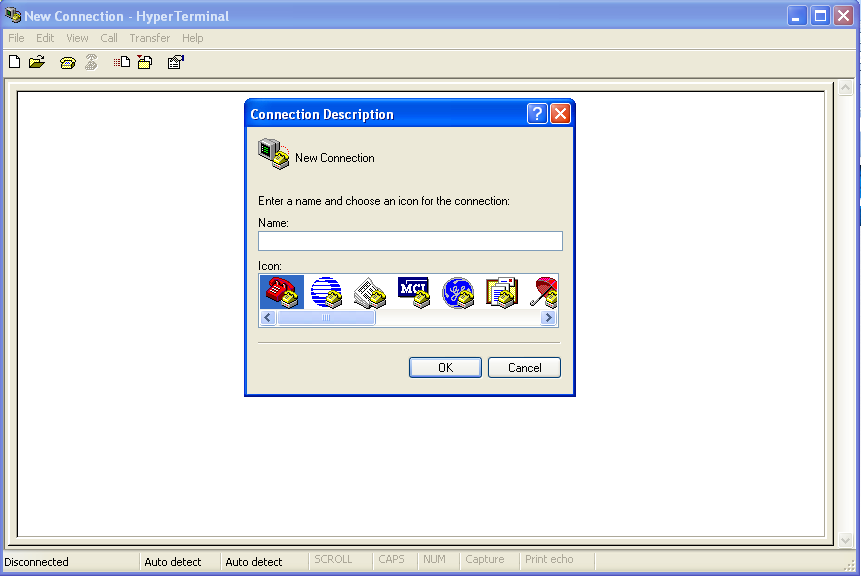 New Connection - HyperTerminal
File Edit View Call Transfer Help
Connection Description
New Connection
Enter a name and choose an icon for the connection:
Name:
Icon:
MCI
OK Cancel
Disconnected Auto detect Auto detect SCROLL CAPS NUM Capture Print echo